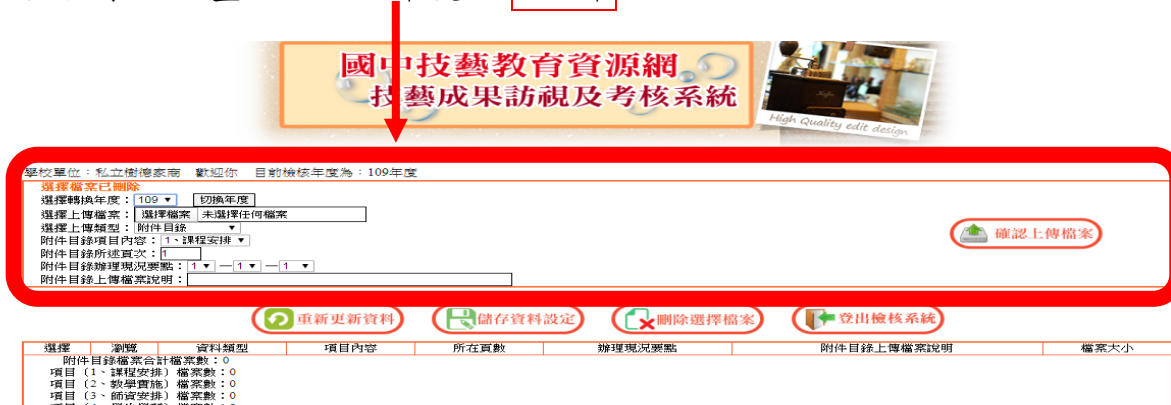 國中技藝教育資源網
技藝成果訪視及考核系統
High Quality edit design
學校單位：私立樹德家商 歡迎你 目前檢核年度為：109年度
選擇檔案已刪除
選擇轉換年度：109 切換年度
選擇上傳檔案：選擇檔案 未選擇任何檔案
選擇上傳類型：附件目錄
附件目錄項目內容：1、課程安排
附件目錄所述頁次：1
附件目錄辦理現況要點：1 —1 —1
附件目錄上傳檔案說明：
確認上傳檔案
重新更新資料 儲存資料設定 刪除選擇檔案 登出檢核系統
選擇 瀏覽 資料類型 項目內容 所在頁數 辦理現況要點 附件目錄上傳檔案說明 檔案大小
附件目錄檔案合計檔案數：0
項目（1、課程安排）檔案數：0
項目（2、教學實施）檔案數：0
項目（3、師資安排）檔案數：0